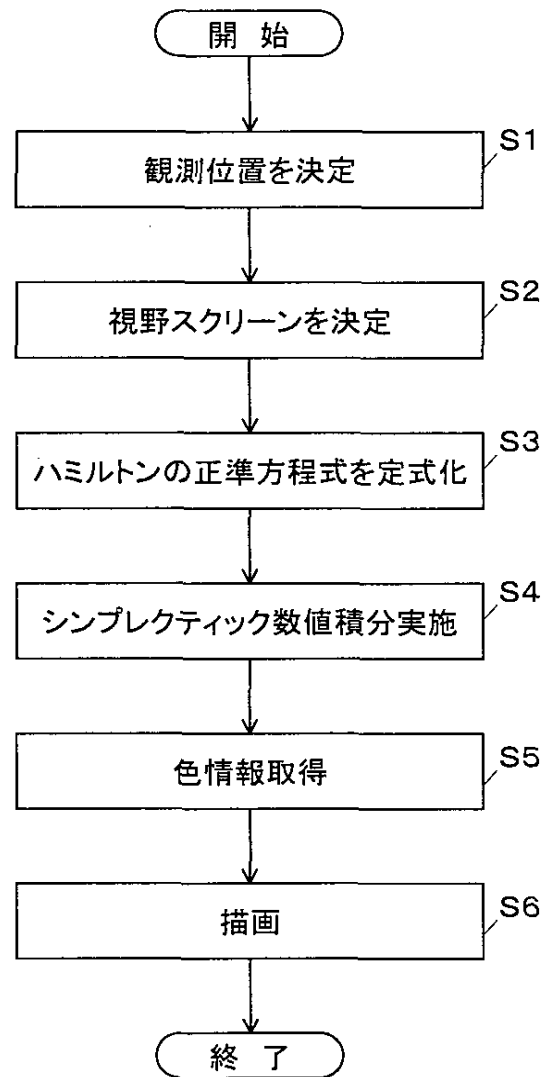 開 始
S1
観測位置を決定
S2
視野スクリーンを決定
S3
ハミルトンの正準方程式を定式化
S4
シンプレクティック数値積分実施
S5
色情報取得
S6
描画
終 了